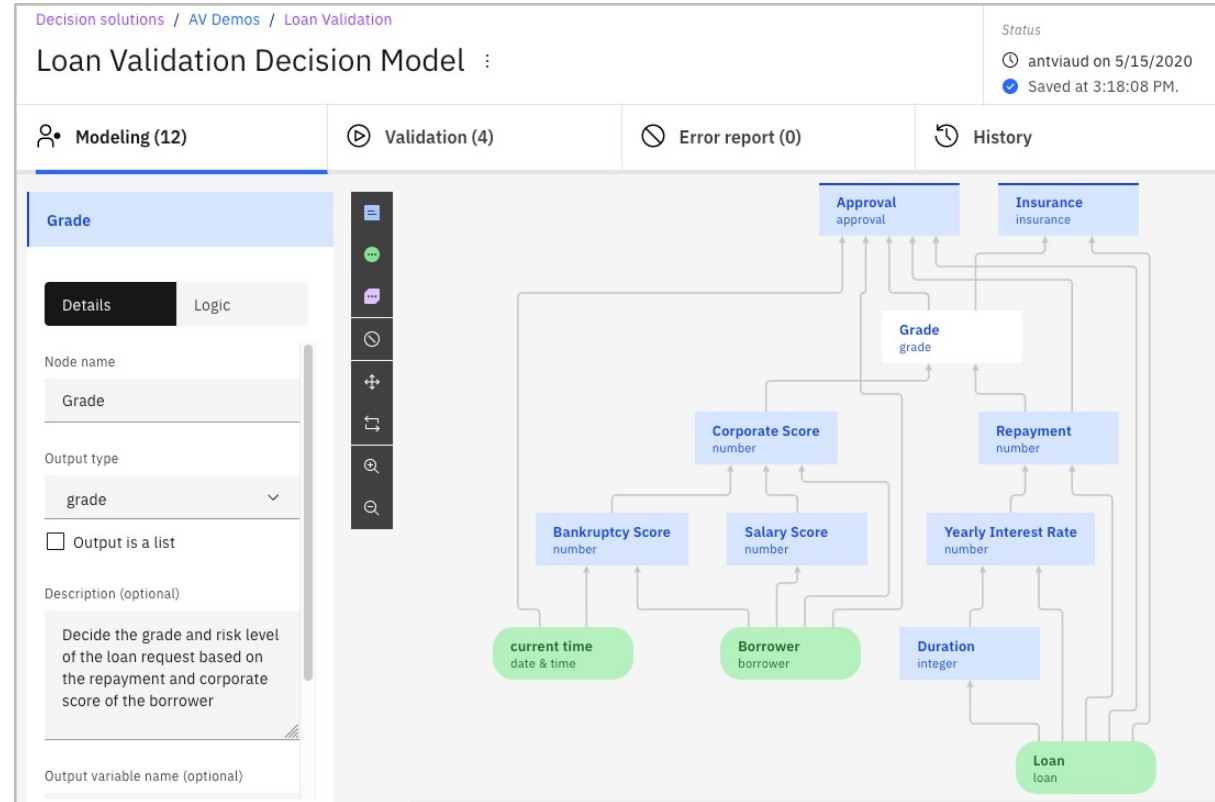 Decision solutions / AV Demos / Loan Validation
Loan Validation Decision Model
Status
antviaud on 5/15/2020
Saved at 3:18:08 PM.
Modeling (12)
Validation (4)
Error report (0)
History
Grade
Details
Logic
Node name
Grade
Output type
grade
Output is a list
Description (optional)
Decide the grade and risk level
of the loan request based on
the repayment and corporate
score of the borrower
Output variable name (optional)
Approval
approval
Insurance
insurance
Grade
grade
Corporate Score
number
Repayment
number
Bankruptcy Score
number
Salary Score
number
Yearly Interest Rate
number
current time
date & time
Borrower
borrower
Duration
integer
Loan
loan